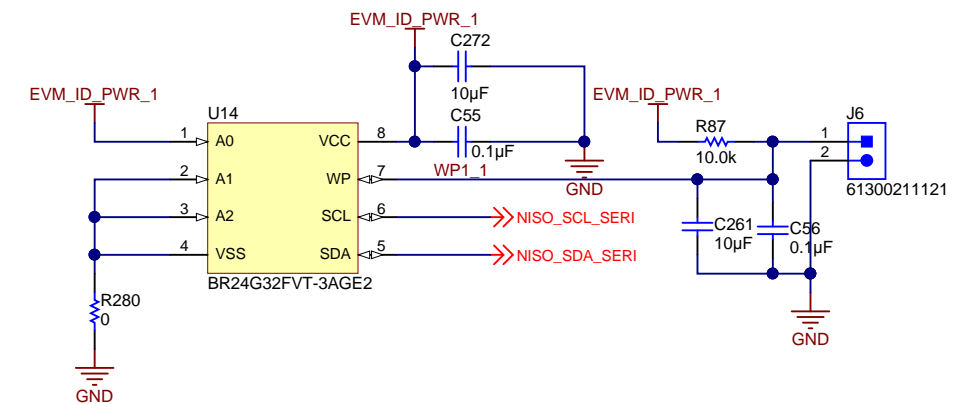 EVM_ID_PWR_1
C272
10µF
EVM_ID_PWR_1
EVM_ID_PWR_1
U14
C55
J6
R87
1
A0
VCC
8
0.1µF
10.0k
1
2
WP1_1
GND
2
A1
WP
7
61300211121
3
A2
SCL
6
NISO_SCL_SERI
C261
C56
10µF
0.1µF
4
VSS
SDA
5
NISO_SDA_SERI
BR24G32FVT-3AGE2
R280
0
GND
GND